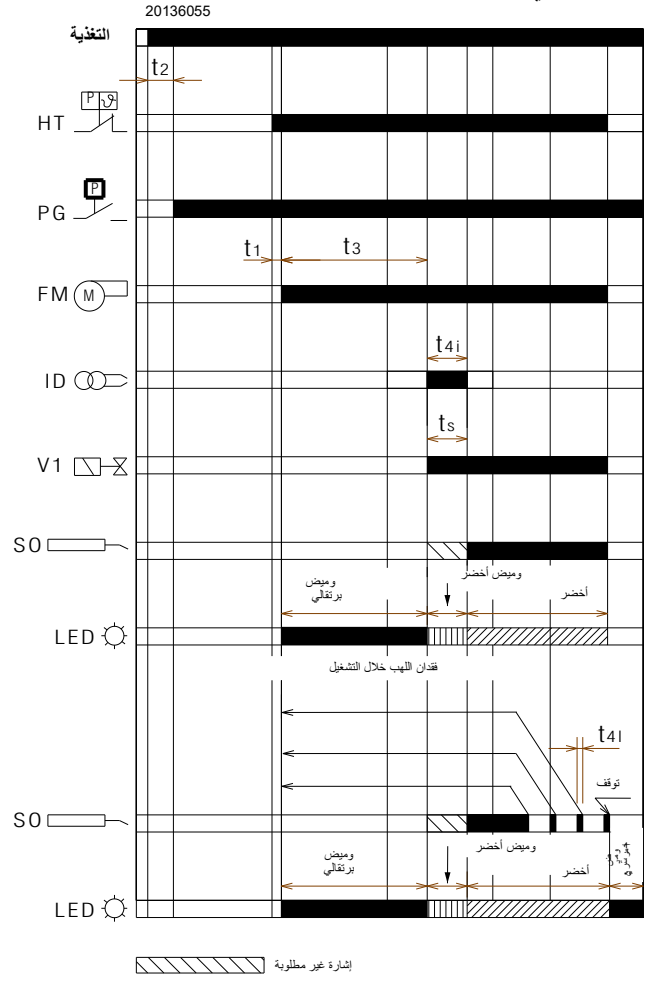 20136055
التغذية
t2
P
HT
P
PG
t1
t3
FM
M
t4i
ID
ts
V1
SO
وميض
برتقالي
وميض أخضر
أخضر
LED
فقدان اللهب خلال التشغيل
t4l
توقف
SO
وميض
برتقالي
وميض أخضر
أخضر
LED
إشارة غير مطلوبة